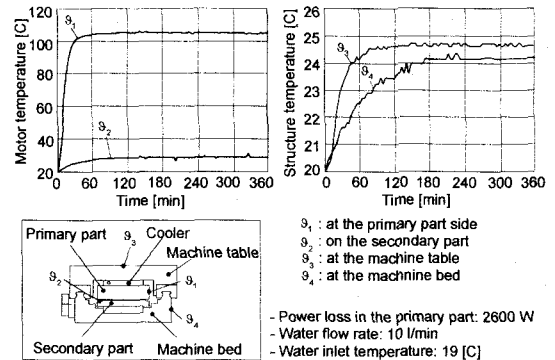 Motor temperature [C]
120
100
80
60
40
20
ϑ1
ϑ2
0 60 120 180 240 300 360
Time [min]
Structure temperature [C]
26
25
24
23
22
21
20
ϑ3
ϑ4
0 60 120 180 240 300 360
Time [min]
Primary part
ϑ3
Cooler
Machine table
ϑ2
ϑ1
ϑ4
Secondary part
Machine bed
ϑ1 : at the primary part side
ϑ2 : on the secondary part
ϑ3 : at the machine table
ϑ4 : at the machnine bed
- Power loss in the primary part: 2600 W
- Water flow rate: 10 l/min
- Water inlet temperature: 19 [C]